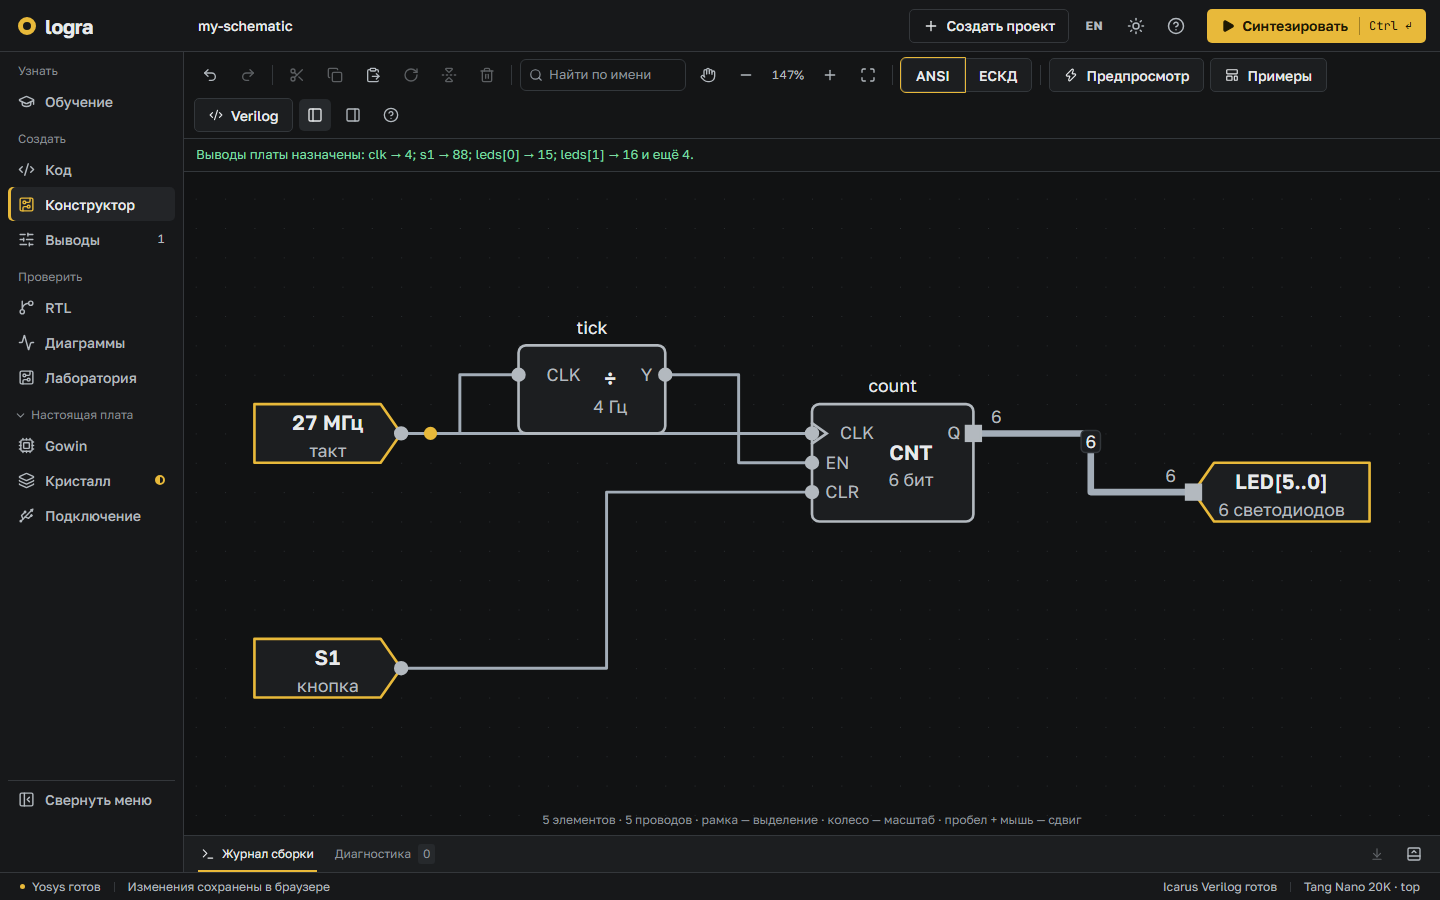 logra
my-schematic
Создать проект
EN
Синтезировать
Ctrl ↵
Узнать
Обучение
Создать
Код
Конструктор
Выводы
1
Проверить
RTL
Диаграммы
Лаборатория
Настоящая плата
Gowin
Кристалл
Подключение
Свернуть меню
Найти по имени
147%
ANSI
ЕСКД
Предпросмотр
Примеры
Verilog
Выводы платы назначены: clk → 4; s1 → 88; leds[0] → 15; leds[1] → 16 и ещё 4.
tick
CLK ÷ Y
4 Гц
27 МГц
такт
count
CLK Q
CNT
EN
6 бит
CLR
6
6
6
LED[5..0]
6 светодиодов
S1
кнопка
5 элементов · 5 проводов · рамка — выделение · колесо — масштаб · пробел + мышь — сдвиг
Журнал сборки
Диагностика 0
Yosys готов
Изменения сохранены в браузере
Icarus Verilog готов
Tang Nano 20K · top